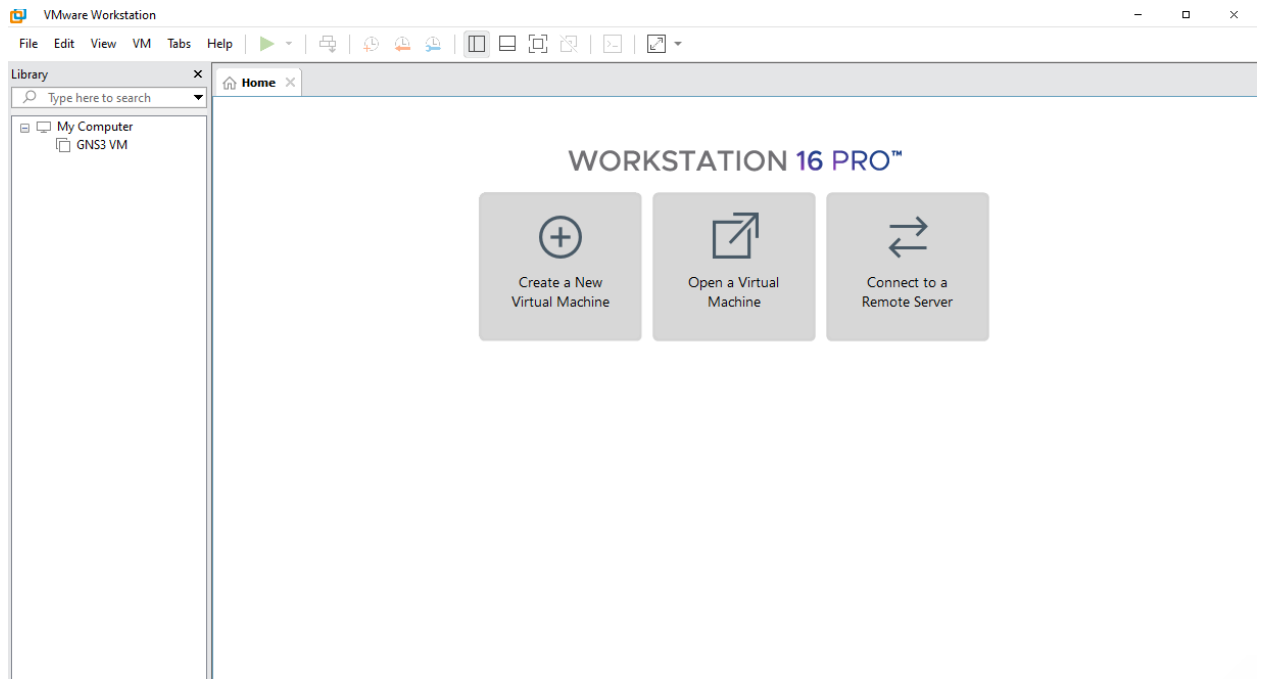 VMware Workstation
File Edit View VM Tabs Help
Library
Home
Type here to search
My Computer
GNS3 VM
WORKSTATION 16 PRO™
Create a New
Virtual Machine
Open a Virtual
Machine
Connect to a
Remote Server